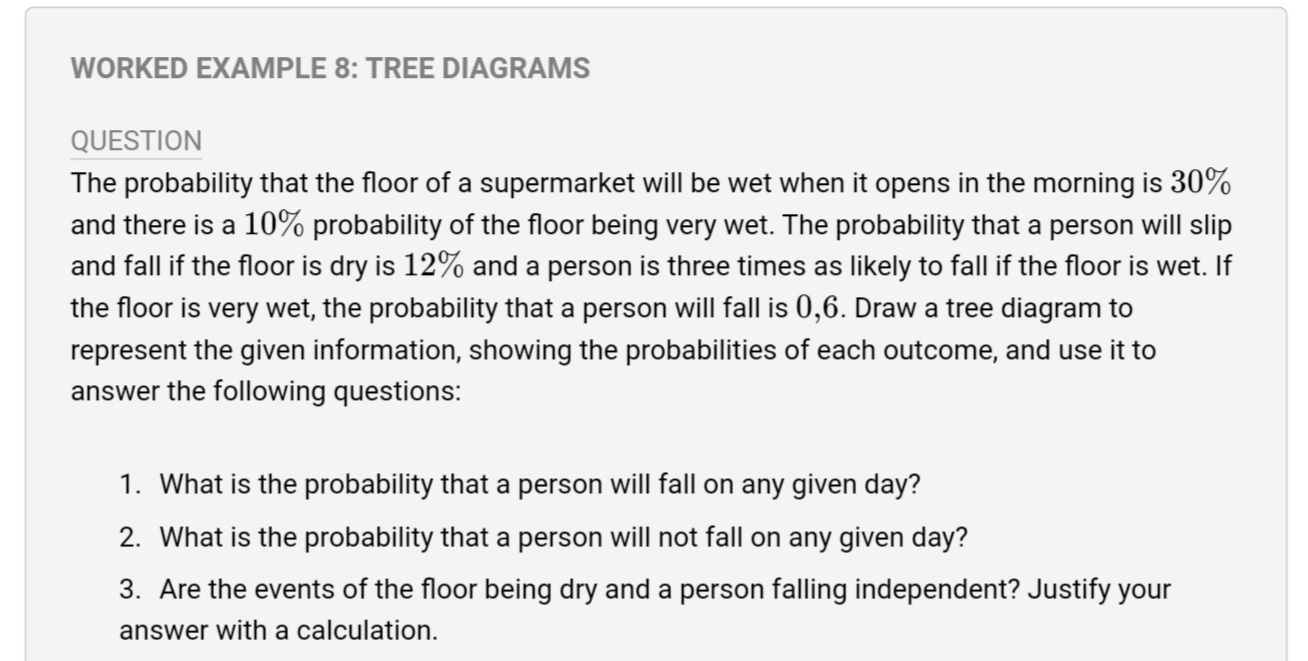 WORKED EXAMPLE 8: TREE DIAGRAMS
QUESTION
The probability that the floor of a supermarket will be wet when it opens in the morning is 30%
and there is a 10% probability of the floor being very wet. The probability that a person will slip
and fall if the floor is dry is 12% and a person is three times as likely to fall if the floor is wet. If
the floor is very wet, the probability that a person will fall is 0,6. Draw a tree diagram to
represent the given information, showing the probabilities of each outcome, and use it to
answer the following questions:
1. What is the probability that a person will fall on any given day?
2. What is the probability that a person will not fall on any given day?
3. Are the events of the floor being dry and a person falling independent? Justify your
answer with a calculation.